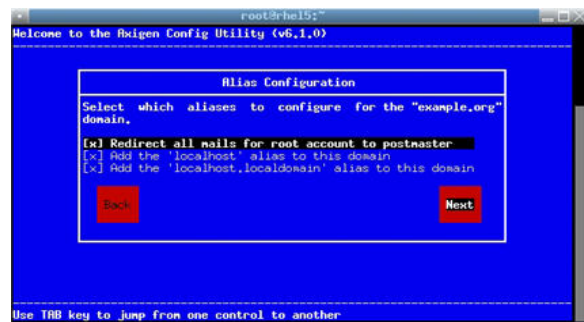 root@rhel5:~
Welcome to the Axigen Config Utility (v6.1.0)
Alias Configuration
Select which aliases to configure for the "example.org"
domain.
[x] Redirect all mails for root account to postmaster
[x] Add the 'localhost' alias to this domain
[x] Add the 'localhost.localdomain' alias to this domain
Back Next
Use TAB key to jump from one control to another